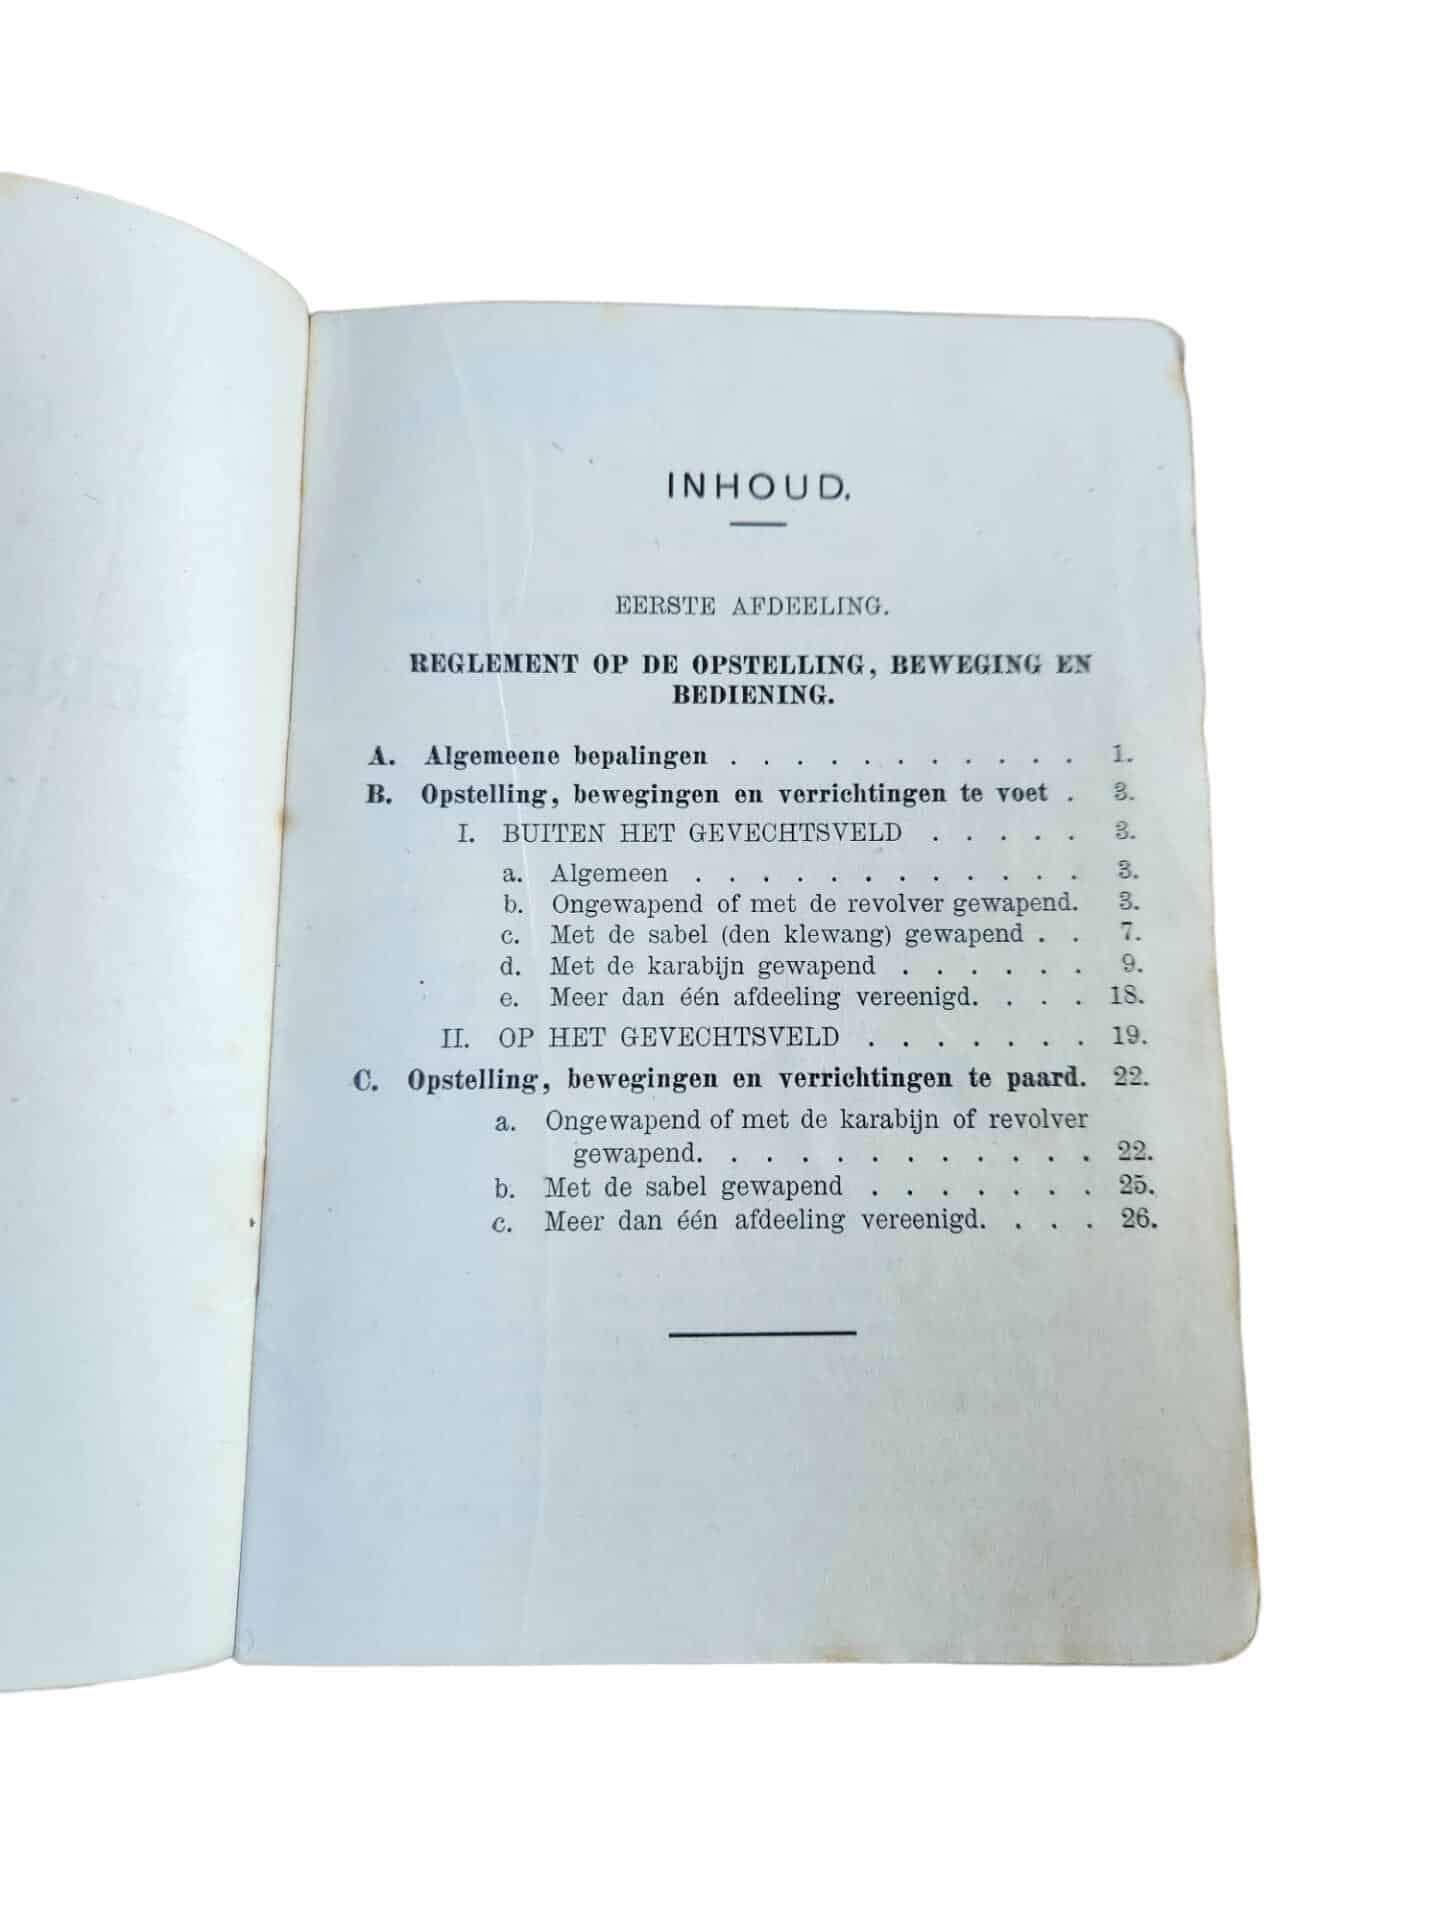 INHOUD.
EERSTE AFDEELING.
REGLEMENT OP DE OPSTELLING, BEWEGING EN
BEDIENING.
A. Algemeene bepalingen . . . . . . . . . . . 1.
B. Opstelling, bewegingen en verrichtingen te voet . 3.
I. BUITEN HET GEVECHTSVELD . . . . . 3.
a. Algemeen . . . . . . . . . . . . 3.
b. Ongewapend of met de revolver gewapend. 3.
c. Met de sabel (den klewang) gewapend . . 7.
d. Met de karabijn gewapend . . . . . . 9.
e. Meer dan één afdeeling vereenigd. . . . 18.
II. OP HET GEVECHTSVELD . . . . . . . 19.
C. Opstelling, bewegingen en verrichtingen te paard. 22.
a. Ongewapend of met de karabijn of revolver
gewapend. . . . . . . . . . . . 22.
b. Met de sabel gewapend . . . . . . . 25.
c. Meer dan één afdeeling vereenigd. . . . 26.